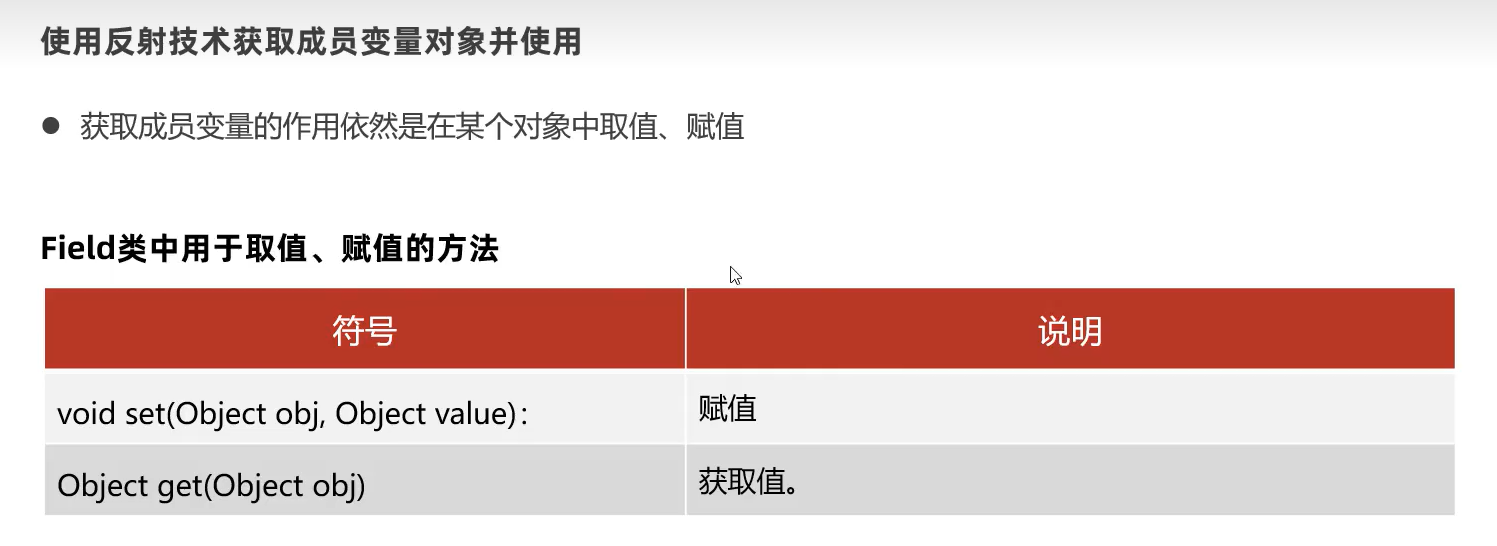 使用反射技术获取成员变量对象并使用
● 获取成员变量的作用依然是在某个对象中取值、赋值
Field类中用于取值、赋值的方法
符号 说明
void set(Object obj, Object value)： 赋值
Object get(Object obj) 获取值。